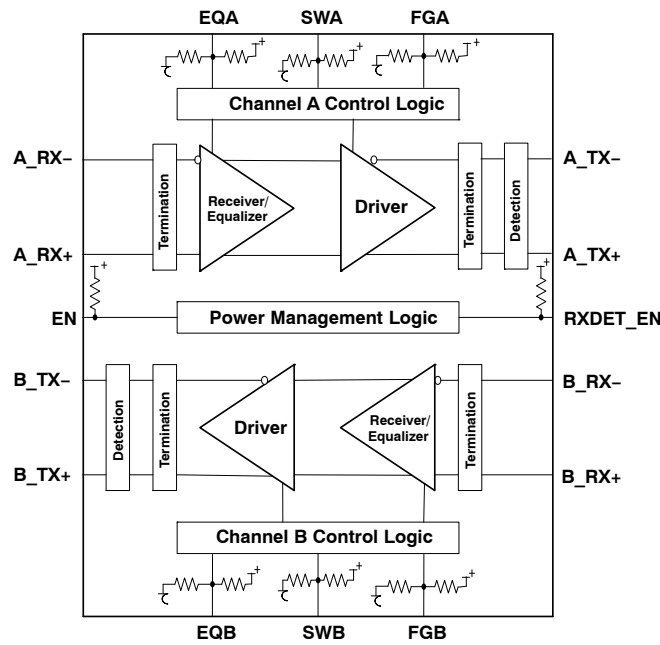 EQA SWA FGA
+ + +
Channel A Control Logic
A_RX− A_TX−
Termination
Receiver/
Equalizer
Driver
Termination
Detection
A_RX+ A_TX+
+ +
EN Power Management Logic RXDET_EN
B_TX− B_RX−
Detection
Termination
Driver
Receiver/
Equalizer
Termination
B_TX+ B_RX+
Channel B Control Logic
+ + +
EQB SWB FGB